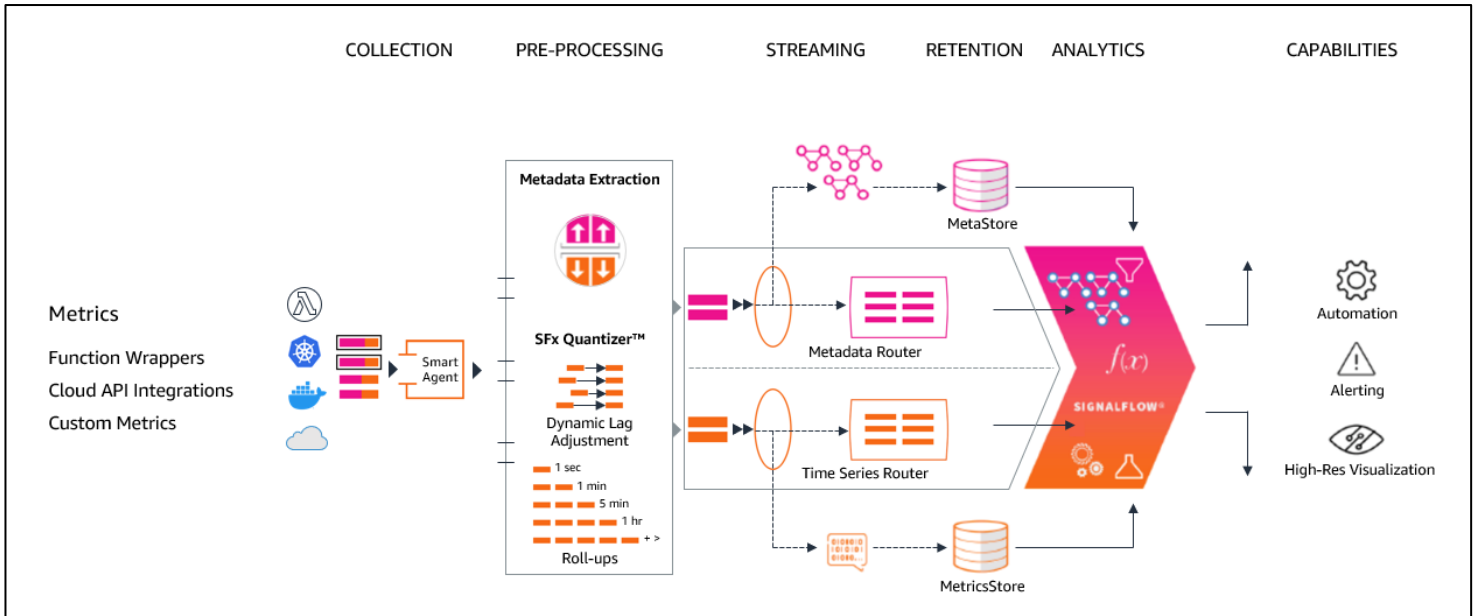 COLLECTION
PRE-PROCESSING
STREAMING
RETENTION
ANALYTICS
CAPABILITIES
Metrics
Function Wrappers
Cloud API Integrations
Custom Metrics
Smart
Agent
Metadata Extraction
SFx Quantizer™
Dynamic Lag
Adjustment
1 sec
1 min
5 min
1 hr
+ >
Roll-ups
MetaStore
Metadata Router
Time Series Router
MetricsStore
f(x)
SIGNALFLOW®
Automation
Alerting
High-Res Visualization